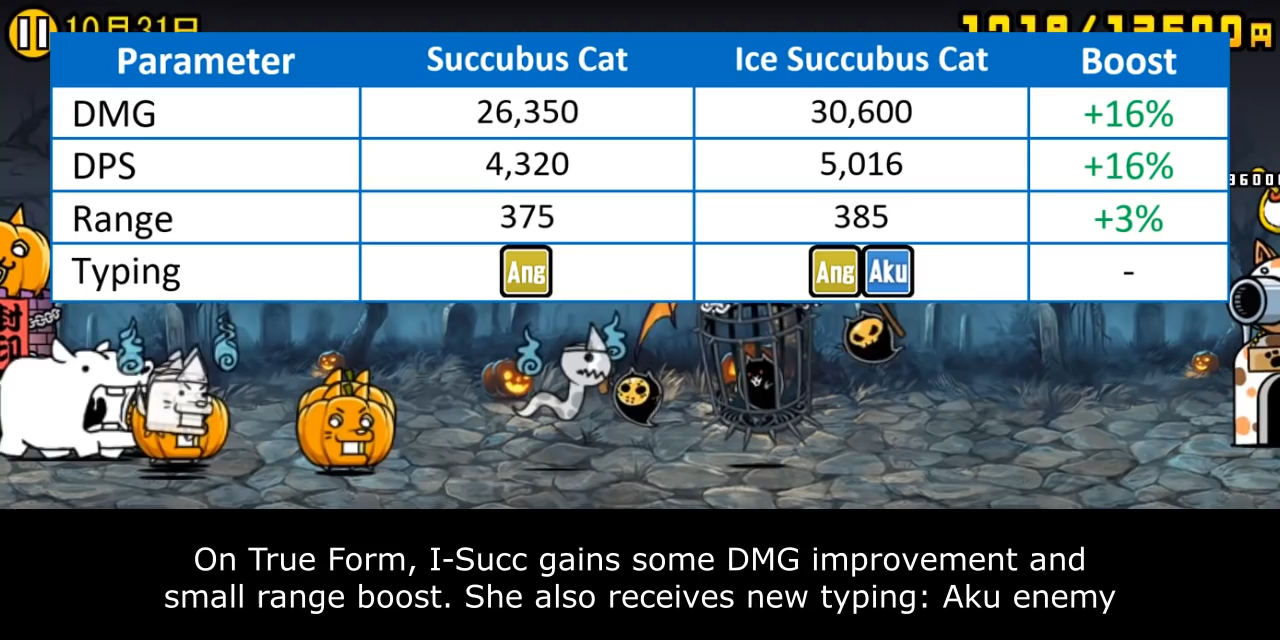 10月31日
Parameter Succubus Cat Ice Succubus Cat Boost
DMG 26,350 30,600 +16%
DPS 4,320 5,016 +16%
Range 375 385 +3%
Typing Ang Ang Aku -
On True Form, I-Succ gains some DMG improvement and
small range boost. She also receives new typing: Aku enemy